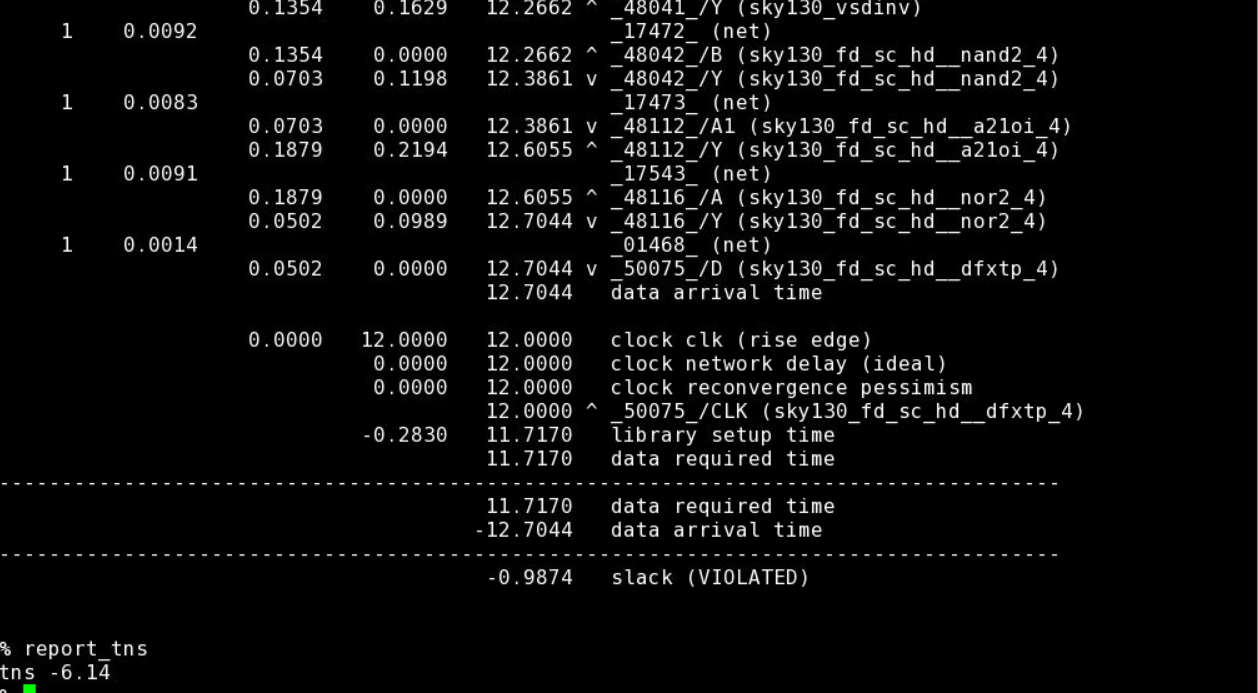 0.1354 0.1629 12.2662 ^ _48041_/Y (sky130_vsdinv)
1 0.0092 _17472_ (net)
0.1354 0.0000 12.2662 ^ _48042_/B (sky130_fd_sc_hd__nand2_4)
0.0703 0.1198 12.3861 v _48042_/Y (sky130_fd_sc_hd__nand2_4)
1 0.0083 _17473_ (net)
0.0703 0.0000 12.3861 v _48112_/A1 (sky130_fd_sc_hd__a21oi_4)
0.1879 0.2194 12.6055 ^ _48112_/Y (sky130_fd_sc_hd__a21oi_4)
1 0.0091 _17543_ (net)
0.1879 0.0000 12.6055 ^ _48116_/A (sky130_fd_sc_hd__nor2_4)
0.0502 0.0989 12.7044 v _48116_/Y (sky130_fd_sc_hd__nor2_4)
1 0.0014 _01468_ (net)
0.0502 0.0000 12.7044 v _50075_/D (sky130_fd_sc_hd__dfxtp_4)
12.7044 data arrival time
0.0000 12.0000 12.0000 clock clk (rise edge)
0.0000 12.0000 clock network delay (ideal)
0.0000 12.0000 clock reconvergence pessimism
12.0000 ^ _50075_/CLK (sky130_fd_sc_hd__dfxtp_4)
-0.2830 11.7170 library setup time
11.7170 data required time
-------------------------------------------------------------------------------------
11.7170 data required time
-12.7044 data arrival time
-------------------------------------------------------------------------------------
-0.9874 slack (VIOLATED)
% report_tns
tns -6.14
%